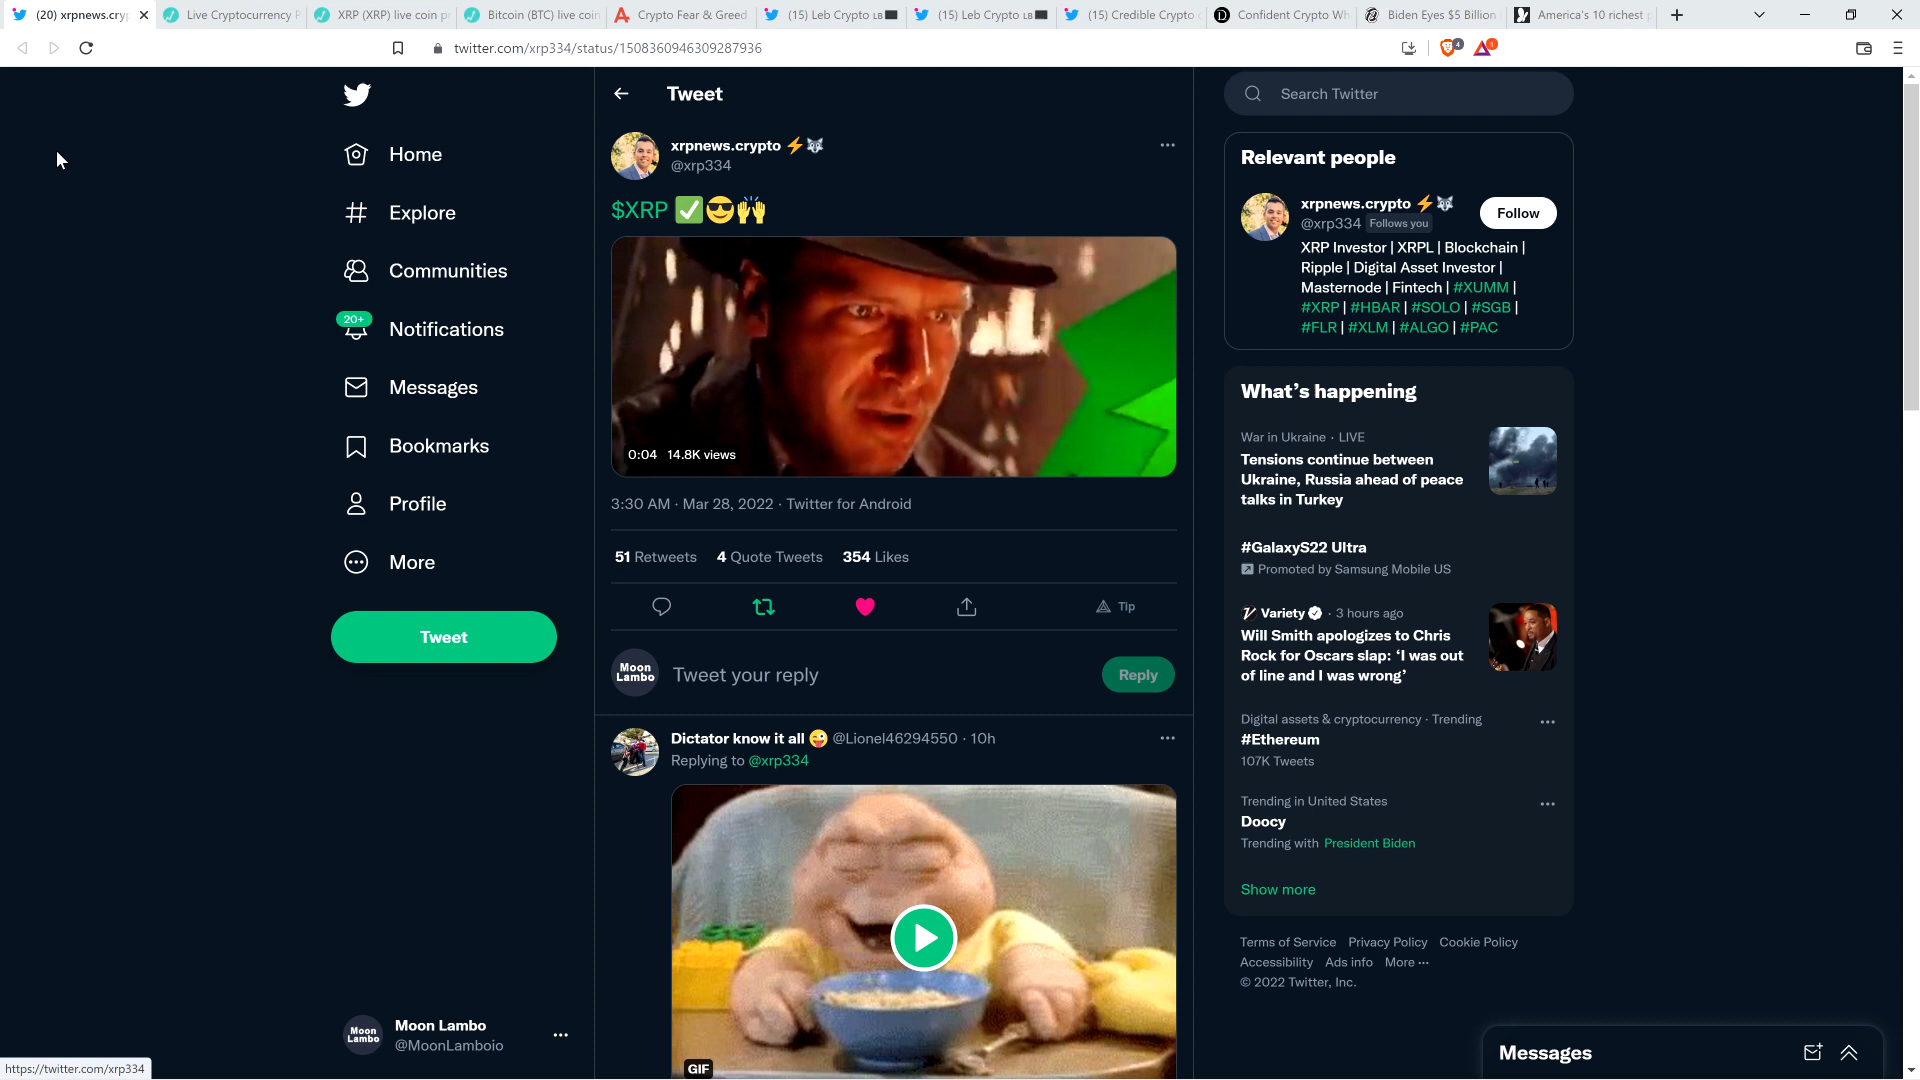 (20) xrpnews.cry
Live Cryptocurrency P
XRP (XRP) live coin pr
Bitcoin (BTC) live coin
Crypto Fear & Greed
(15) Leb Crypto LB
(15) Leb Crypto LB
(15) Credible Crypto
Confident Crypto Wh
Biden Eyes $5 Billion
America's 10 richest p
twitter.com/xrp334/status/1508360946309287936
4
1
Home
Explore
Communities
20+
Notifications
Messages
Bookmarks
Profile
More
Tweet
Moon Lambo
Moon Lambo
@MoonLamboio
https://twitter.com/xrp334
Tweet
xrpnews.crypto ⚡🐺
@xrp334
$XRP ✅😎🙌
0:04 14.8K views
3:30 AM · Mar 28, 2022 · Twitter for Android
51 Retweets 4 Quote Tweets 354 Likes
Tip
Moon Lambo
Tweet your reply
Reply
Dictator know it all 😜 @Lionel46294550 · 10h
Replying to @xrp334
GIF
Search Twitter
Relevant people
xrpnews.crypto ⚡🐺
@xrp334 Follows you
Follow
XRP Investor | XRPL | Blockchain |
Ripple | Digital Asset Investor |
Masternode | Fintech | #XUMM |
#XRP | #HBAR | #SOLO | #SGB |
#FLR | #XLM | #ALGO | #PAC
What's happening
War in Ukraine · LIVE
Tensions continue between
Ukraine, Russia ahead of peace
talks in Turkey
#GalaxyS22 Ultra
Promoted by Samsung Mobile US
Variety · 3 hours ago
Will Smith apologizes to Chris
Rock for Oscars slap: ‘I was out
of line and I was wrong’
Digital assets & cryptocurrency · Trending
#Ethereum
107K Tweets
Trending in United States
Doocy
Trending with President Biden
Show more
Terms of Service Privacy Policy Cookie Policy
Accessibility Ads info More ···
© 2022 Twitter, Inc.
Messages